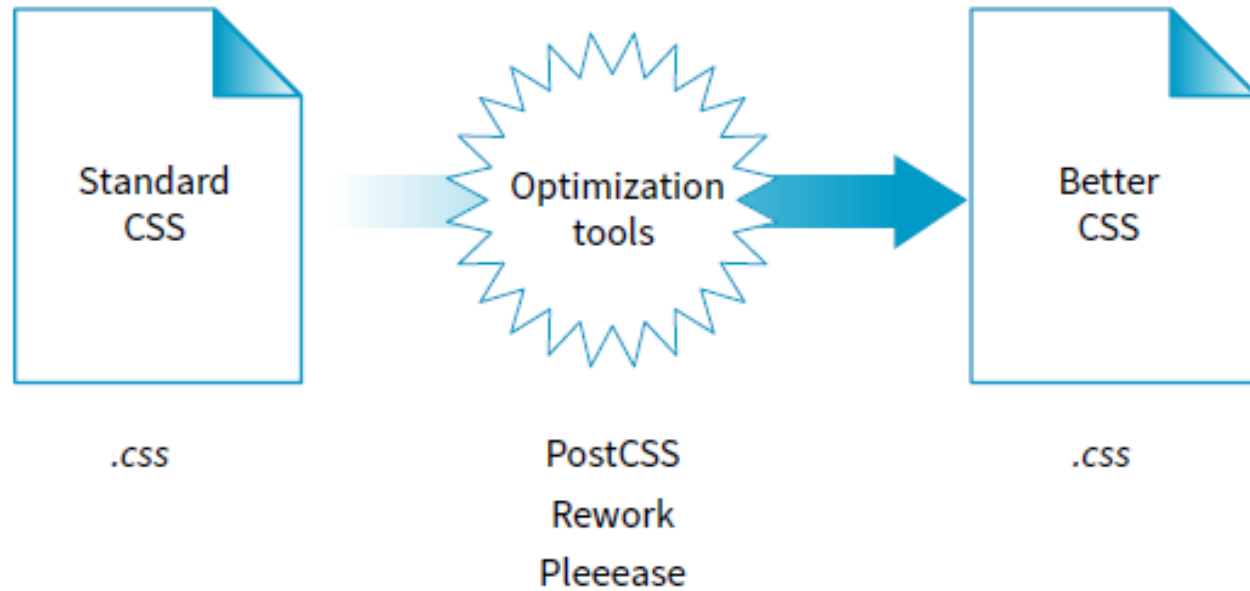 Standard
CSS
Optimization
tools
Better
CSS
.css
PostCSS
.css
Rework
Pleeease